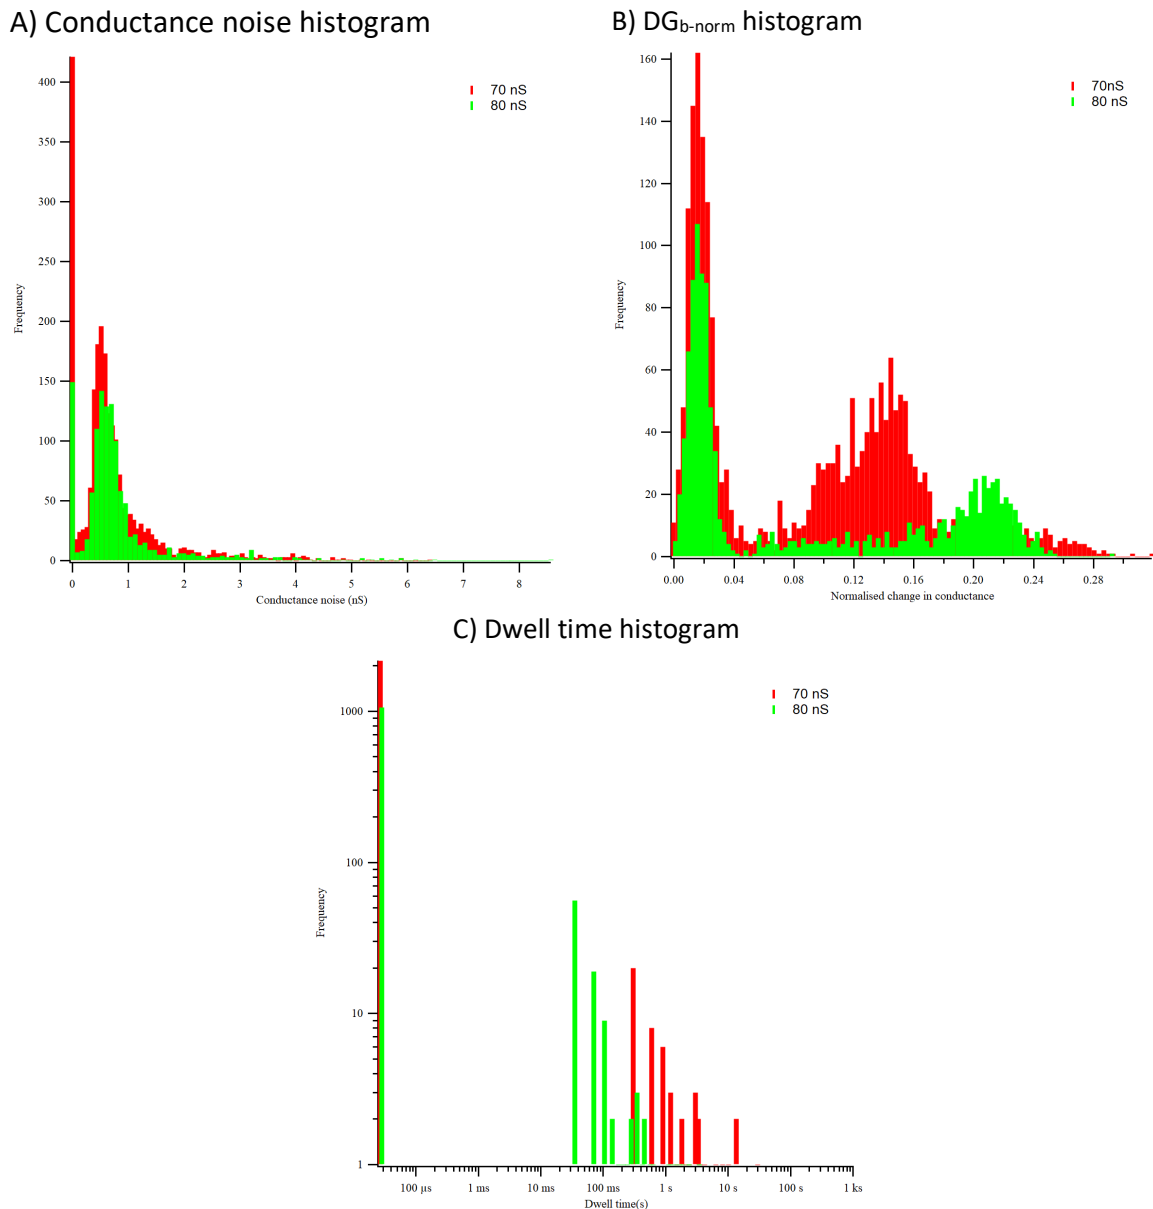 A) Conductance noise histogram
B) DGb-norm histogram
70 nS
80 nS
400
350
300
250
200
150
100
50
0
Frequency
0 1 2 3 4 5 6 7 8
Conductance noise (nS)
70nS
80 nS
160
140
120
100
80
60
40
20
0
Frequency
0.00 0.04 0.08 0.12 0.16 0.20 0.24 0.28
Normalised change in conductance
C) Dwell time histogram
70 nS
80 nS
1000
100
10
1
Frequency
100 µs 1 ms 10 ms 100 ms 1 s 10 s 100 s 1 ks
Dwell time(s)